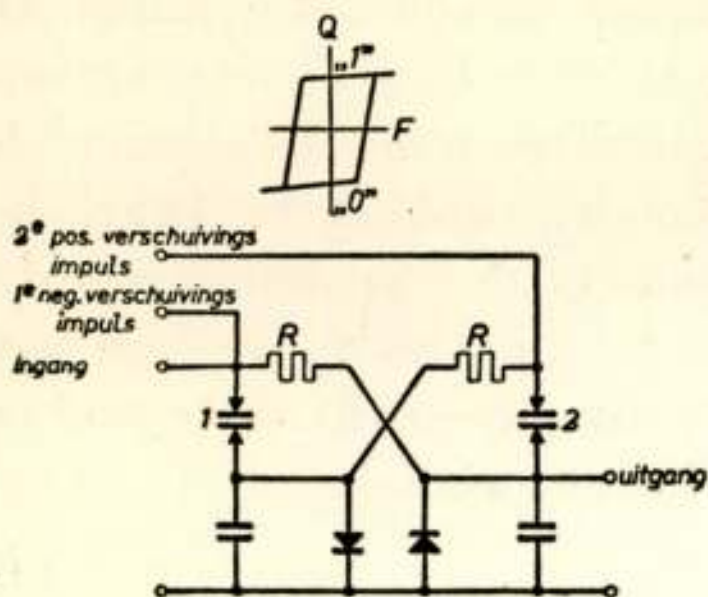 Q
„1"
F
„0"
2e pos. verschuivings
impuls
1e neg. verschuivings
impuls
Ingang
R
R
1
2
uitgang